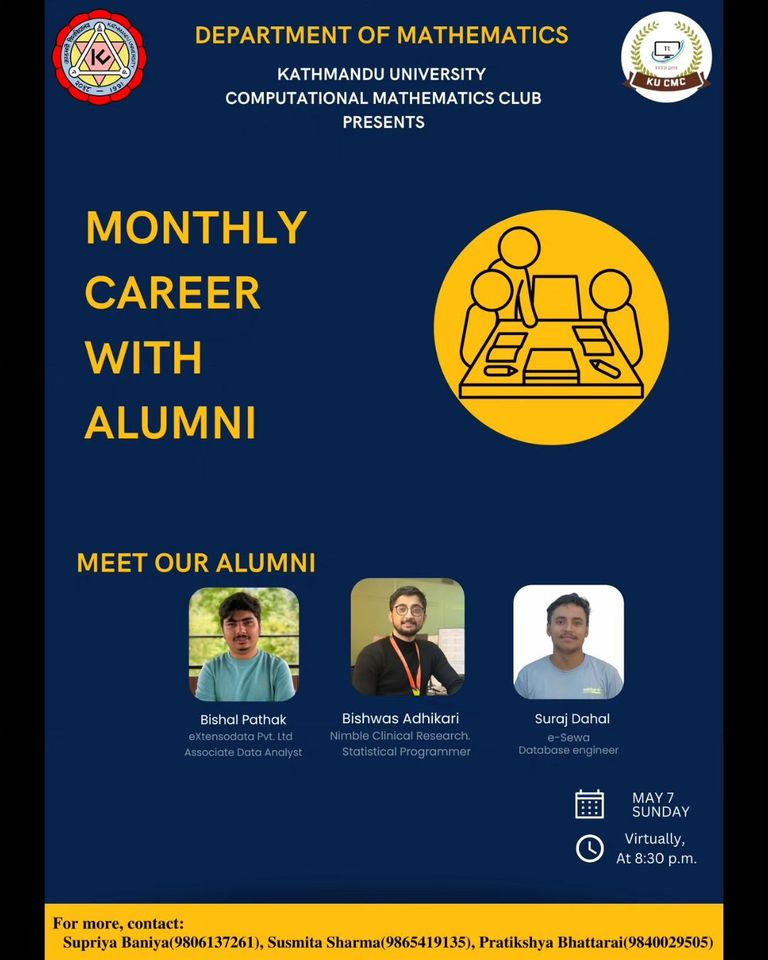 DEPARTMENT OF MATHEMATICS
KATHMANDU UNIVERSITY
COMPUTATIONAL MATHEMATICS CLUB
PRESENTS
KU CMC
MONTHLY
CAREER
WITH
ALUMNI
MEET OUR ALUMNI
Bishal Pathak
eXtensodata Pvt. Ltd
Associate Data Analyst
Bishwas Adhikari
Nimble Clinical Research.
Statistical Programmer
Suraj Dahal
e-Sewa
Database engineer
MAY 7
SUNDAY
Virtually,
At 8:30 p.m.
For more, contact:
Supriya Baniya(9806137261), Susmita Sharma(9865419135), Pratikshya Bhattarai(9840029505)